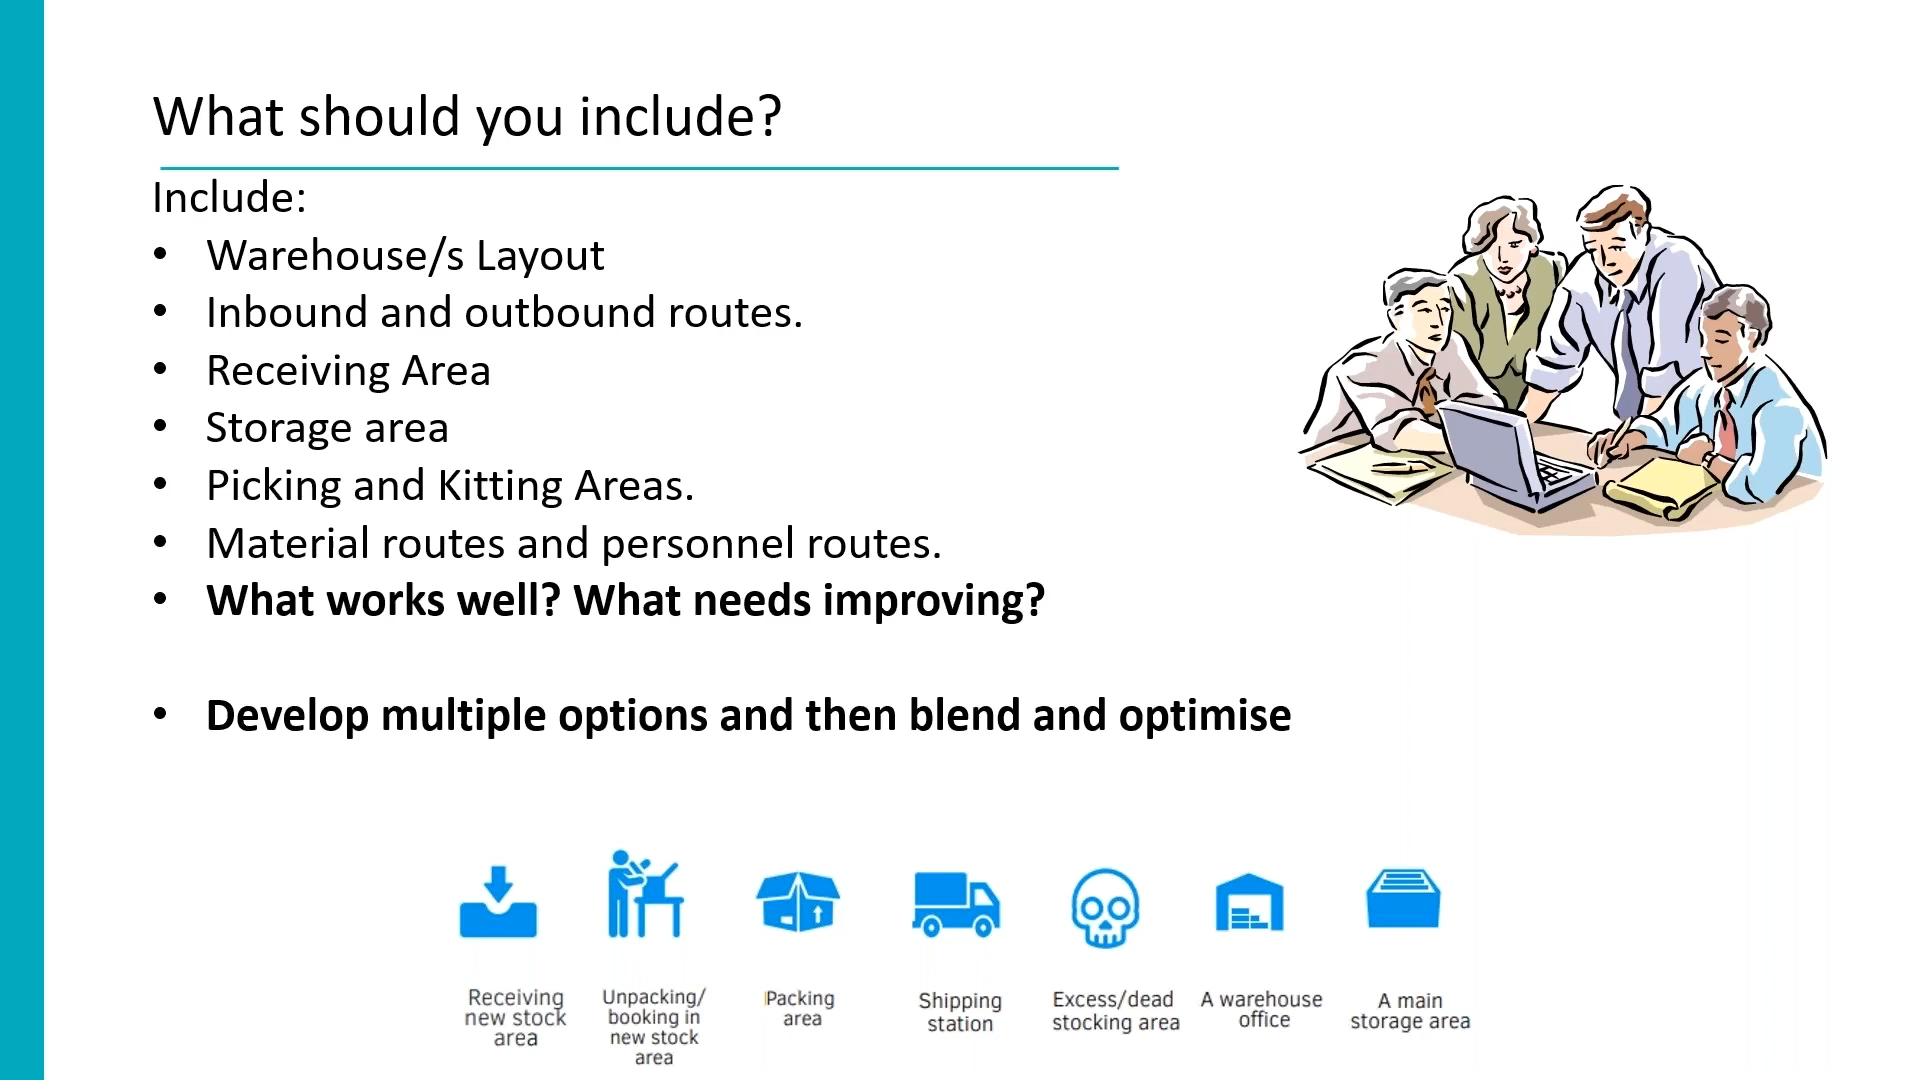 What should you include?
Include:
• Warehouse/s Layout
• Inbound and outbound routes.
• Receiving Area
• Storage area
• Picking and Kitting Areas.
• Material routes and personnel routes.
• What works well? What needs improving?
• Develop multiple options and then blend and optimise
Receiving
new stock
area
Unpacking/
booking in
new stock
area
Packing
area
Shipping
station
Excess/dead
stocking area
A warehouse
office
A main
storage area